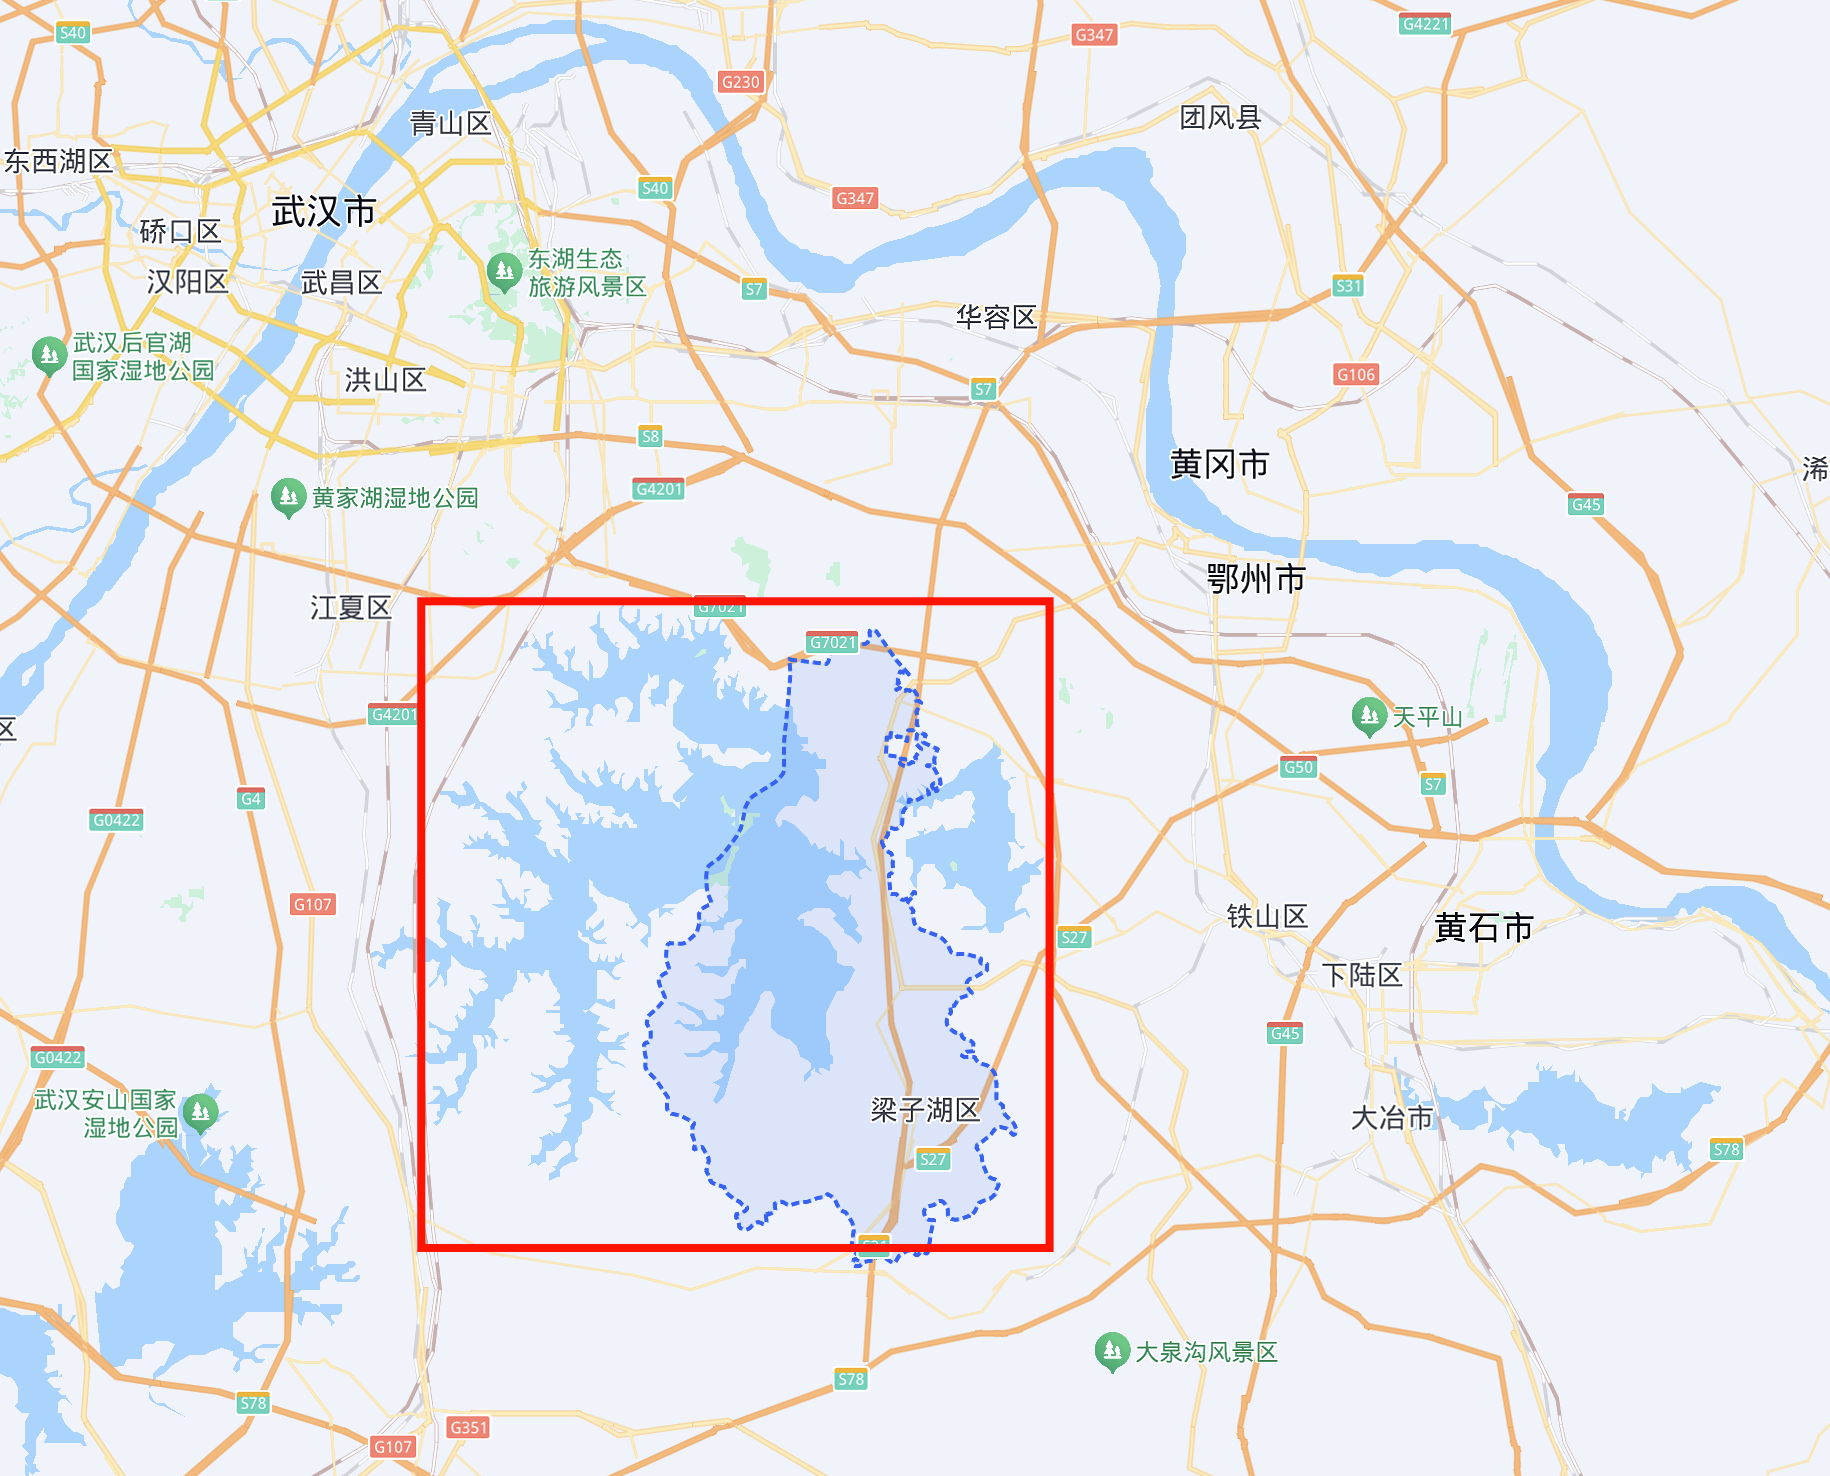 S40
G4221
G347
G230
青山区
团风县
东西湖区
S40
G347
武汉市
硚口区
东湖生态
旅游风景区
汉阳区
武昌区
S7
S31
华容区
武汉后官湖
国家湿地公园
洪山区
G106
S7
S8
黄冈市
浠
G4201
黄家湖湿地公园
G45
鄂州市
江夏区
G7021
G7021
G4201
天平山
区
G50
S7
G4
G0422
G107
铁山区
黄石市
S27
下陆区
G45
G0422
武汉安山国家
湿地公园
梁子湖区
大冶市
S27
S78
大泉沟风景区
S78
S78
G351
G107